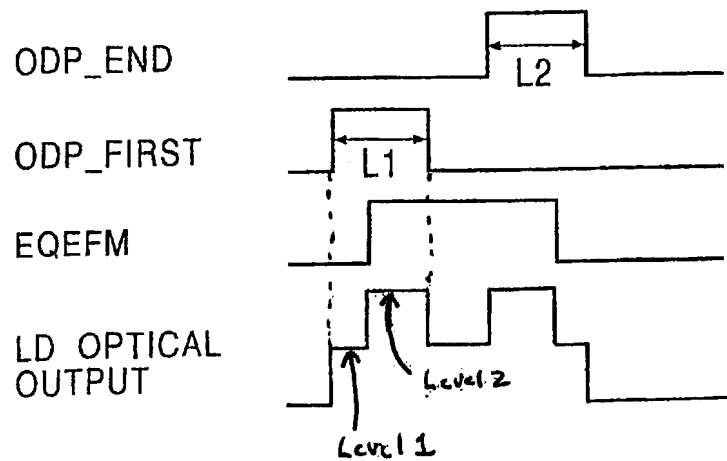 ODP_END
L2
ODP_FIRST
L1
EQEFM
LD OPTICAL
OUTPUT
Level 2
Level 1